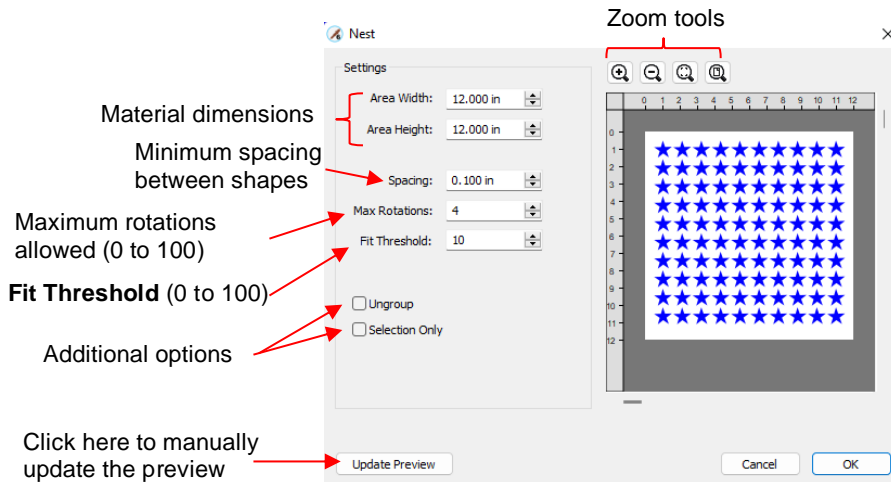 Zoom tools
Nest
Settings
Material dimensions
Area Width: 12.000 in
Area Height: 12.000 in
Minimum spacing
between shapes
Spacing: 0.100 in
Maximum rotations
allowed (0 to 100)
Max Rotations: 4
Fit Threshold: 10
Fit Threshold (0 to 100)
Ungroup
Selection Only
Additional options
Click here to manually
update the preview
Update Preview
0 1 2 3 4 5 6 7 8 9 10 11 12
0
1
2
3
4
5
6
7
8
9
10
11
12
Cancel
OK